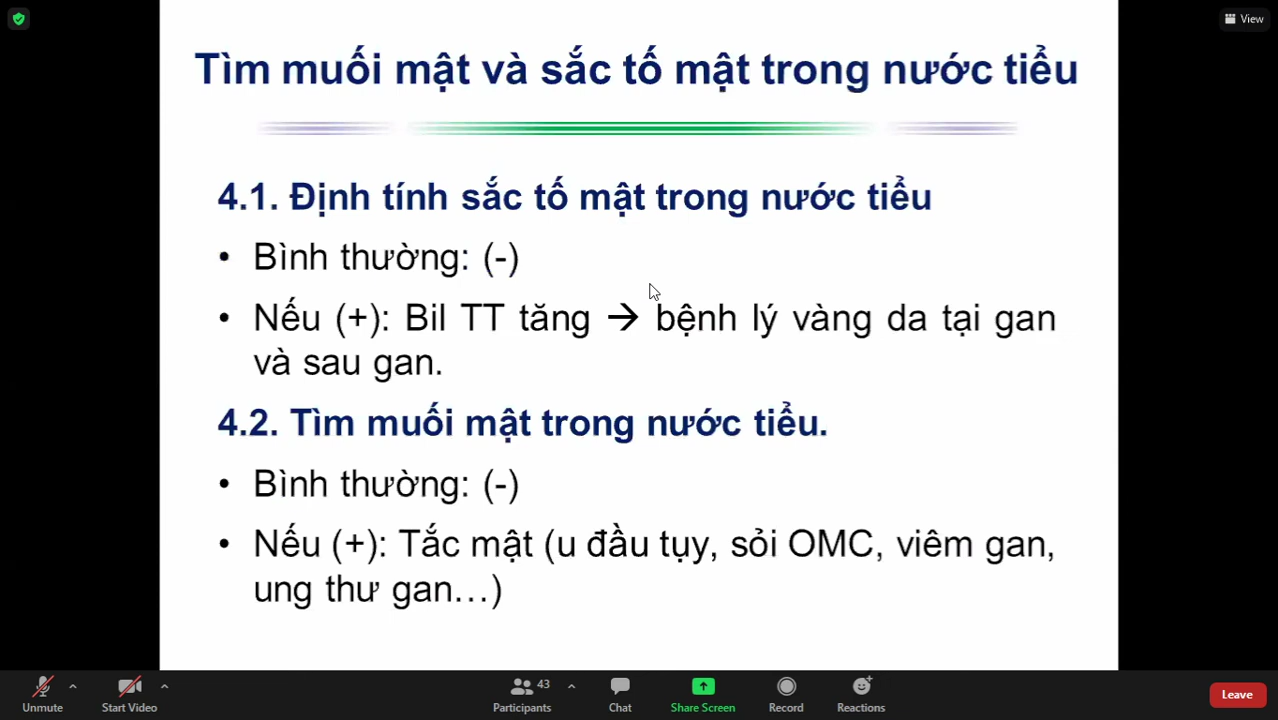 View
Tìm muối mật và sắc tố mật trong nước tiểu
4.1. Định tính sắc tố mật trong nước tiểu
• Bình thường: (-)
• Nếu (+): Bil TT tăng → bệnh lý vàng da tại gan
và sau gan.
4.2. Tìm muối mật trong nước tiểu.
• Bình thường: (-)
• Nếu (+): Tắc mật (u đầu tụy, sỏi OMC, viêm gan,
ung thư gan…)
Unmute
Start Video
43
Participants
Chat
Share Screen
Record
Reactions
Leave